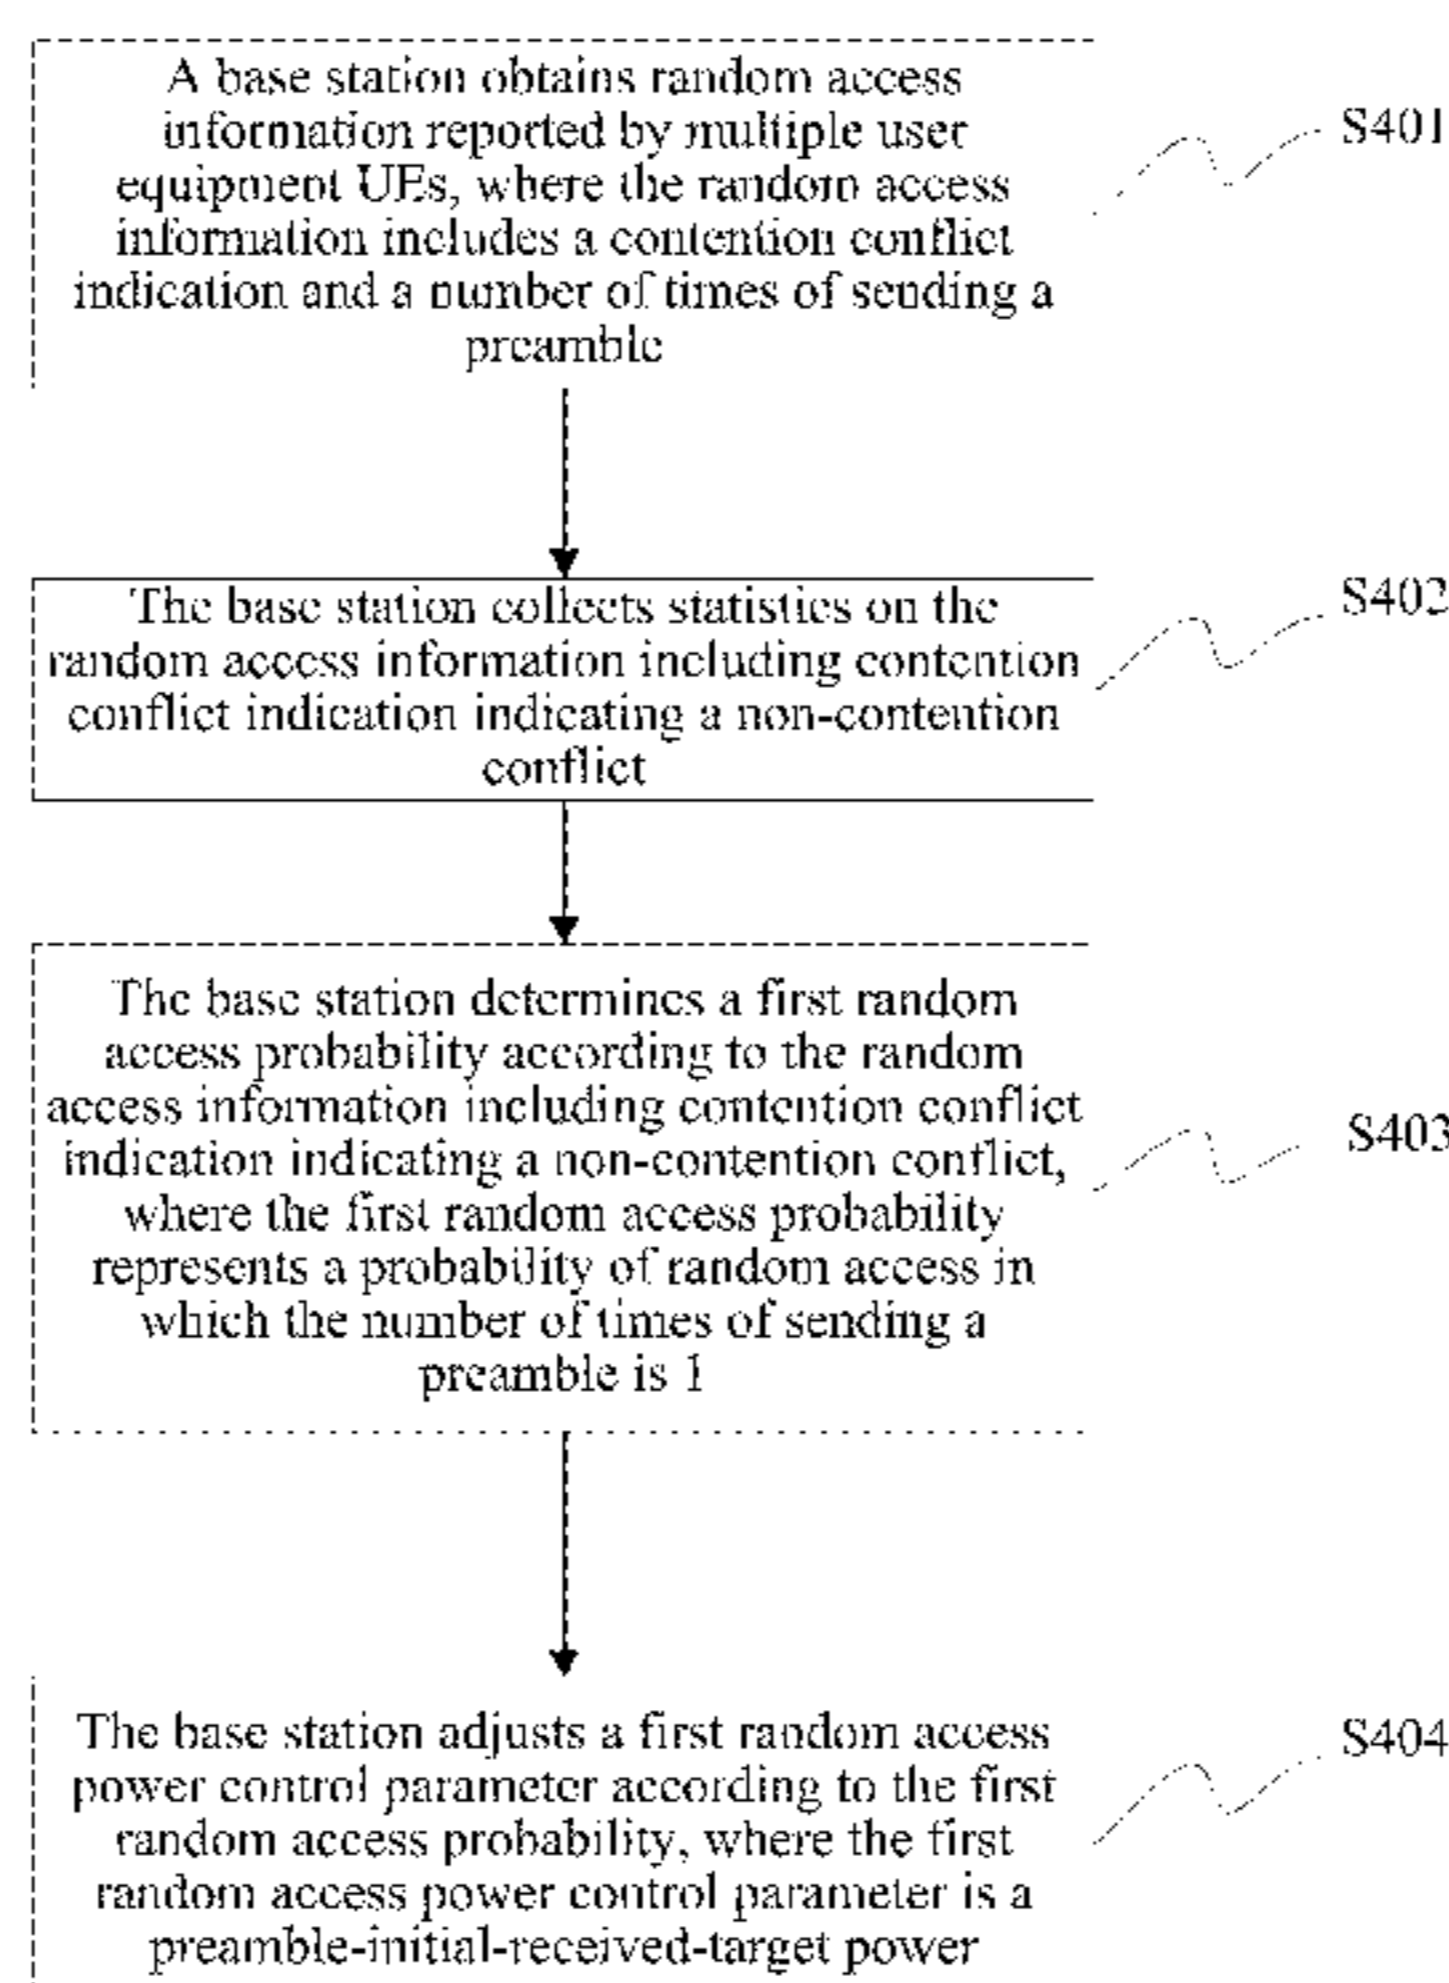 A base station obtains random access
information reported by multiple user
equipment UEs, where the random access
information includes a contention conflict
indication and a number of times of sending a
preamble
S401
The base station collects statistics on the
random access information including contention
conflict indication indicating a non-contention
conflict
S402
The base station determines a first random
access probability according to the random
access information including contention conflict
indication indicating a non-contention conflict,
where the first random access probability
represents a probability of random access in
which the number of times of sending a
preamble is 1
S403
The base station adjusts a first random access
power control parameter according to the first
random access probability, where the first
random access power control parameter is a
preamble-initial-received-target power
S404